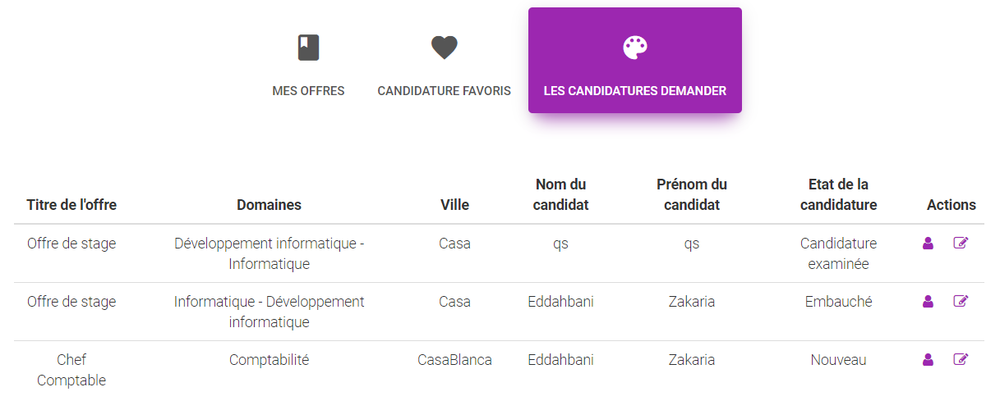 MES OFFRES
CANDIDATURE FAVORIS
LES CANDIDATURES DEMANDER
Titre de l'offre
Domaines
Ville
Nom du
candidat
Prénom du
candidat
Etat de la
candidature
Actions
Offre de stage
Développement informatique -
Informatique
Casa
qs
qs
Candidature
examinée
Offre de stage
Informatique - Développement
informatique
Casa
Eddahbani
Zakaria
Embauché
Chef
Comptable
Comptabilité
CasaBlanca
Eddahbani
Zakaria
Nouveau